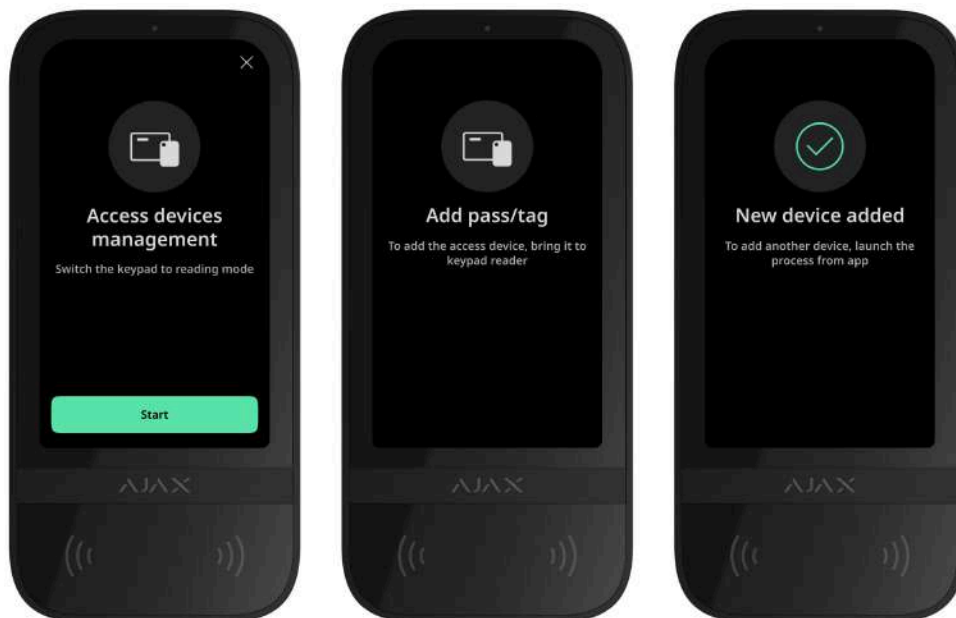 Access devices
management
Switch the keypad to reading mode
Start
AJAX
Add pass/tag
To add the access device, bring it to
keypad reader
AJAX
New device added
To add another device, launch the
process from app
AJAX